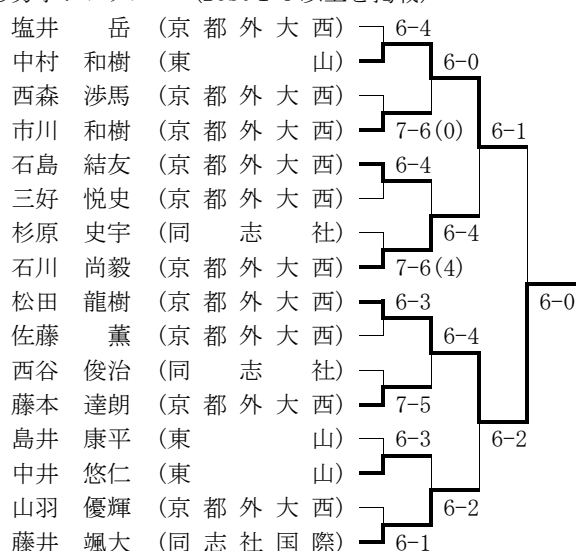 塩井 岳 (京都外大西) 6-4
中村 和樹 (東 山) 6-0
西森 渉馬 (京都外大西)
市川 和樹 (京都外大西) 7-6(0) 6-1
石島 結友 (京都外大西) 6-4
三好 悦史 (京都外大西)
杉原 史宇 (同 志 社) 6-4
石川 尚毅 (京都外大西) 7-6(4)
松田 龍樹 (京都外大西) 6-3 6-0
佐藤 薫 (京都外大西) 6-4
西谷 俊治 (同 志 社)
藤本 達朗 (京都外大西) 7-5
島井 康平 (東 山) 6-3 6-2
中井 悠仁 (東 山)
山羽 優輝 (京都外大西) 6-2
藤井 颯大 (同志社国際) 6-1